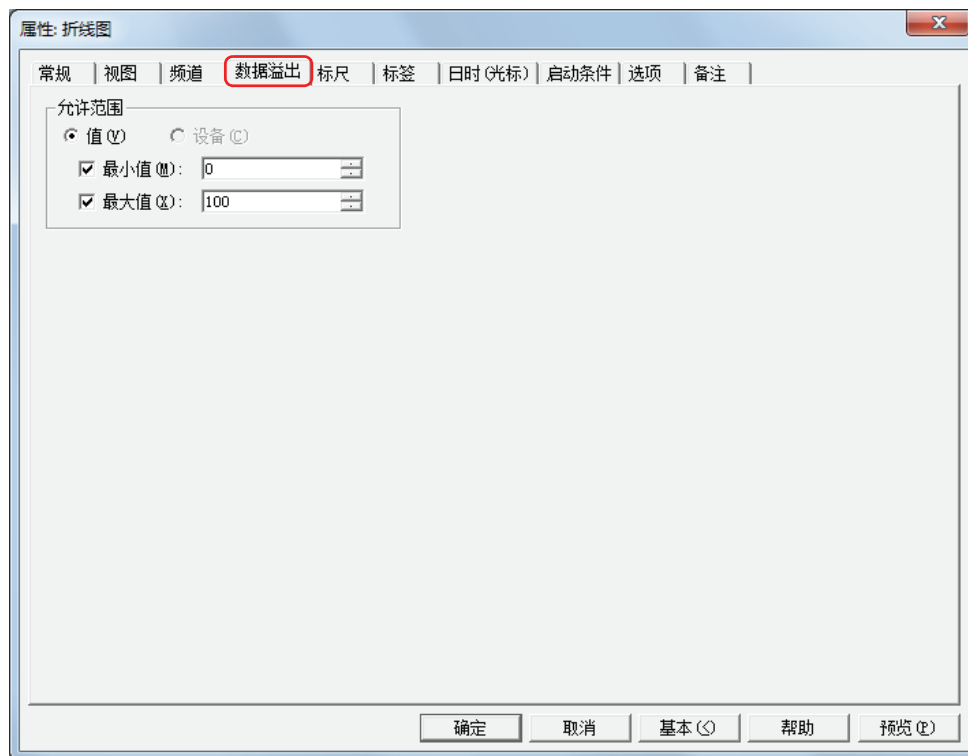 属性: 折线图
常规 视图 频道 数据溢出 标尺 标签 日时(光标) 启动条件 选项 备注
允许范围
值(V) 设备(C)
最小值(M): 0
最大值(X): 100
确定 取消 基本(<) 帮助 预览(P)